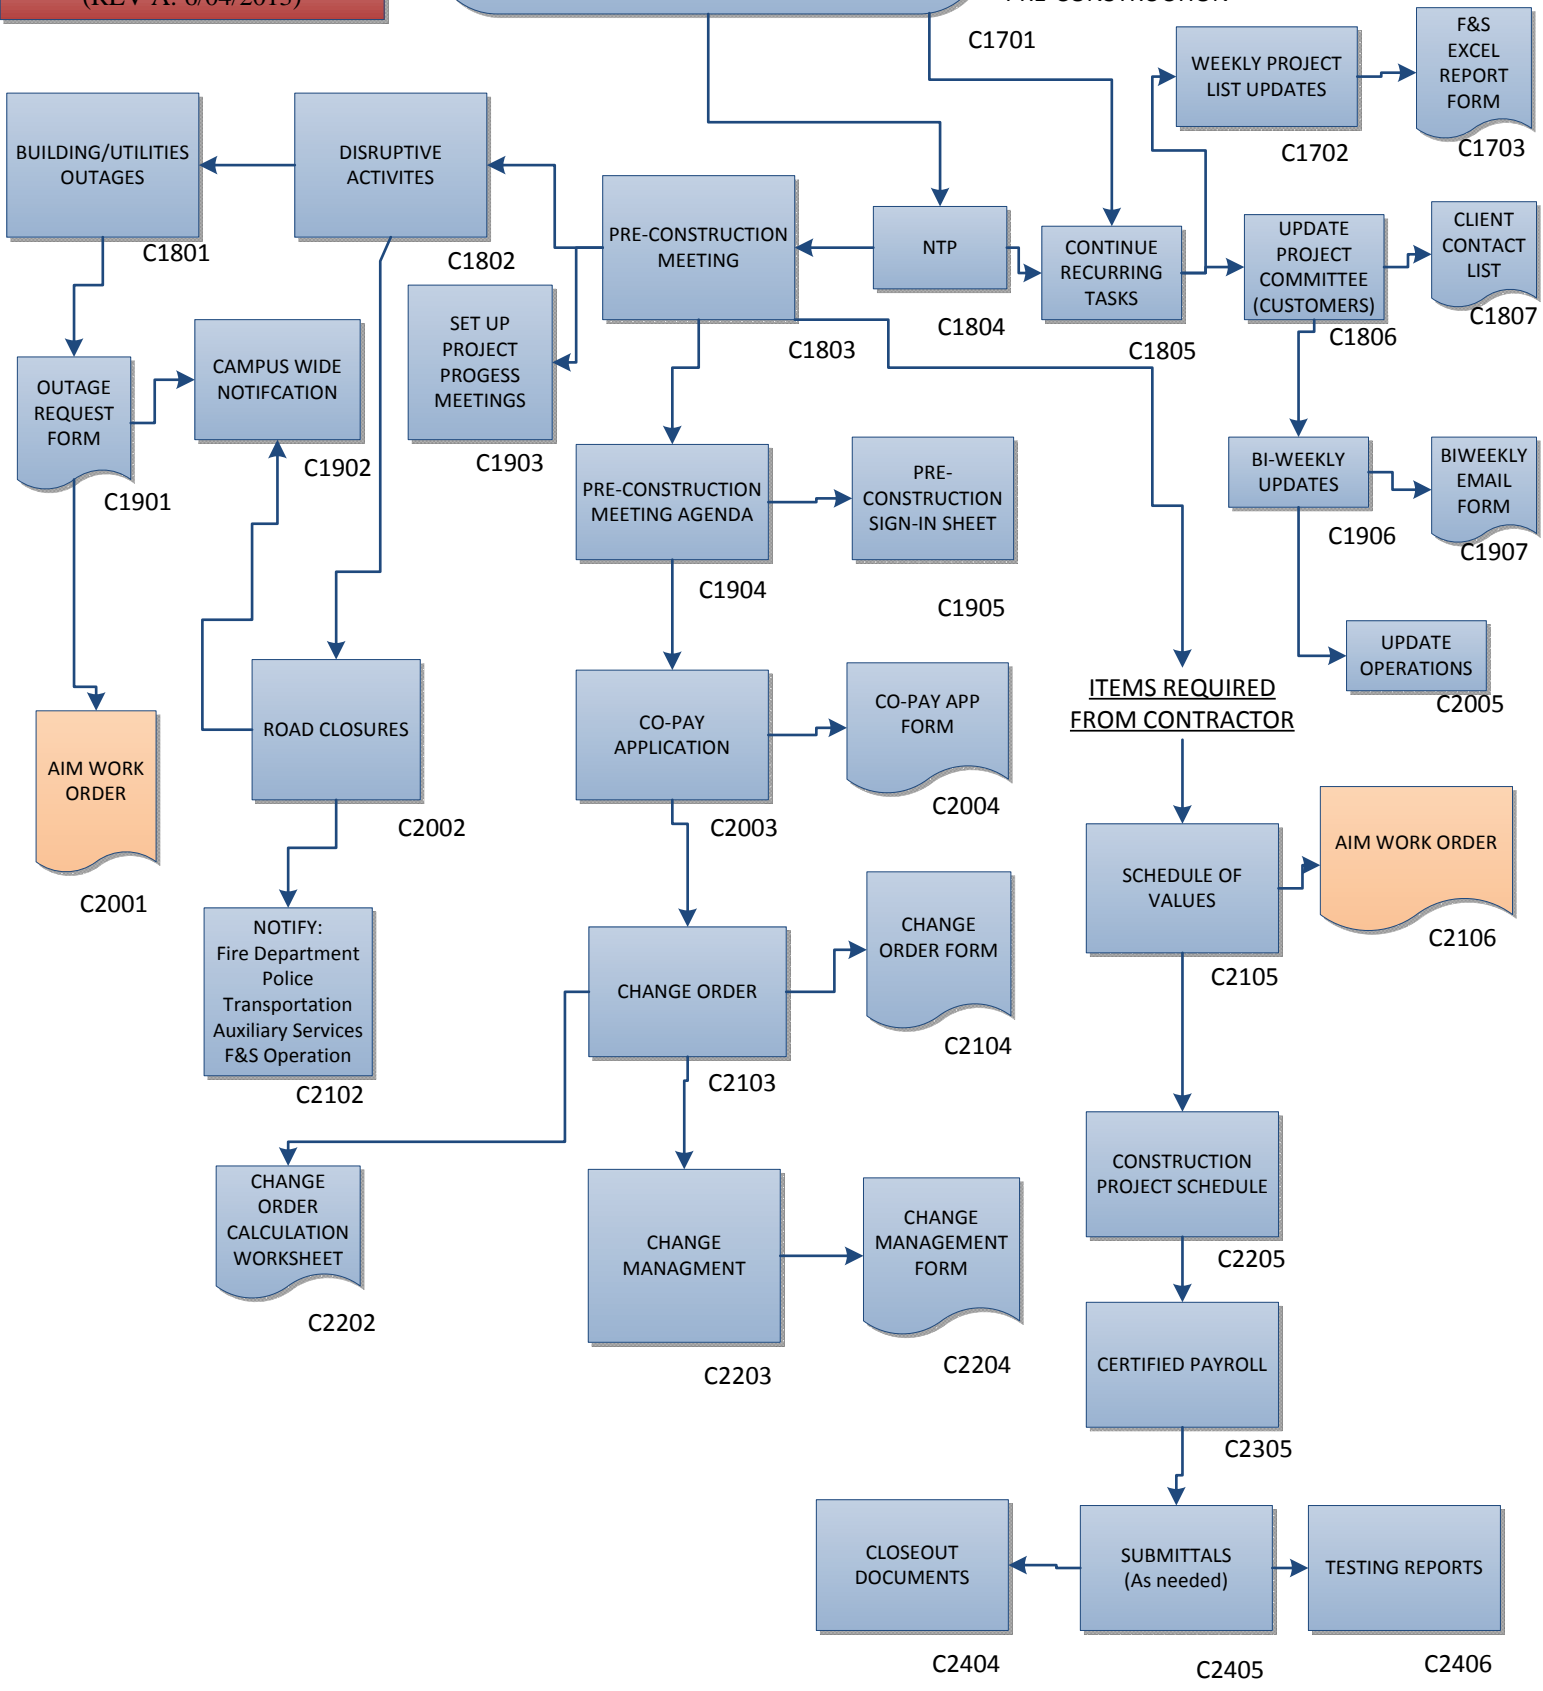 (REV A: 6/04/2013)
C1701
WEEKLY PROJECT
LIST UPDATES
C1702
F&S
EXCEL
REPORT
FORM
C1703
BUILDING/UTILITIES
OUTAGES
C1801
DISRUPTIVE
ACTIVITES
C1802
PRE-CONSTRUCTION
MEETING
C1803
NTP
C1804
CONTINUE
RECURRING
TASKS
C1805
UPDATE
PROJECT
COMMITTEE
(CUSTOMERS)
C1806
CLIENT
CONTACT
LIST
C1807
OUTAGE
REQUEST
FORM
C1901
CAMPUS WIDE
NOTIFCATION
C1902
SET UP
PROJECT
PROGESS
MEETINGS
C1903
PRE-CONSTRUCTION
MEETING AGENDA
C1904
PRE-
CONSTRUCTION
SIGN-IN SHEET
C1905
BI-WEEKLY
UPDATES
C1906
BIWEEKLY
EMAIL
FORM
C1907
AIM WORK
ORDER
C2001
ROAD CLOSURES
C2002
CO-PAY
APPLICATION
C2003
CO-PAY APP
FORM
C2004
UPDATE
OPERATIONS
C2005
ITEMS REQUIRED
FROM CONTRACTOR
NOTIFY:
Fire Department
Police
Transportation
Auxiliary Services
F&S Operation
C2102
CHANGE ORDER
C2103
CHANGE
ORDER FORM
C2104
SCHEDULE OF
VALUES
C2105
AIM WORK ORDER
C2106
CHANGE
ORDER
CALCULATION
WORKSHEET
C2202
CHANGE
MANAGMENT
C2203
CHANGE
MANAGEMENT
FORM
C2204
CONSTRUCTION
PROJECT SCHEDULE
C2205
CERTIFIED PAYROLL
C2305
CLOSEOUT
DOCUMENTS
C2404
SUBMITTALS
(As needed)
C2405
TESTING REPORTS
C2406